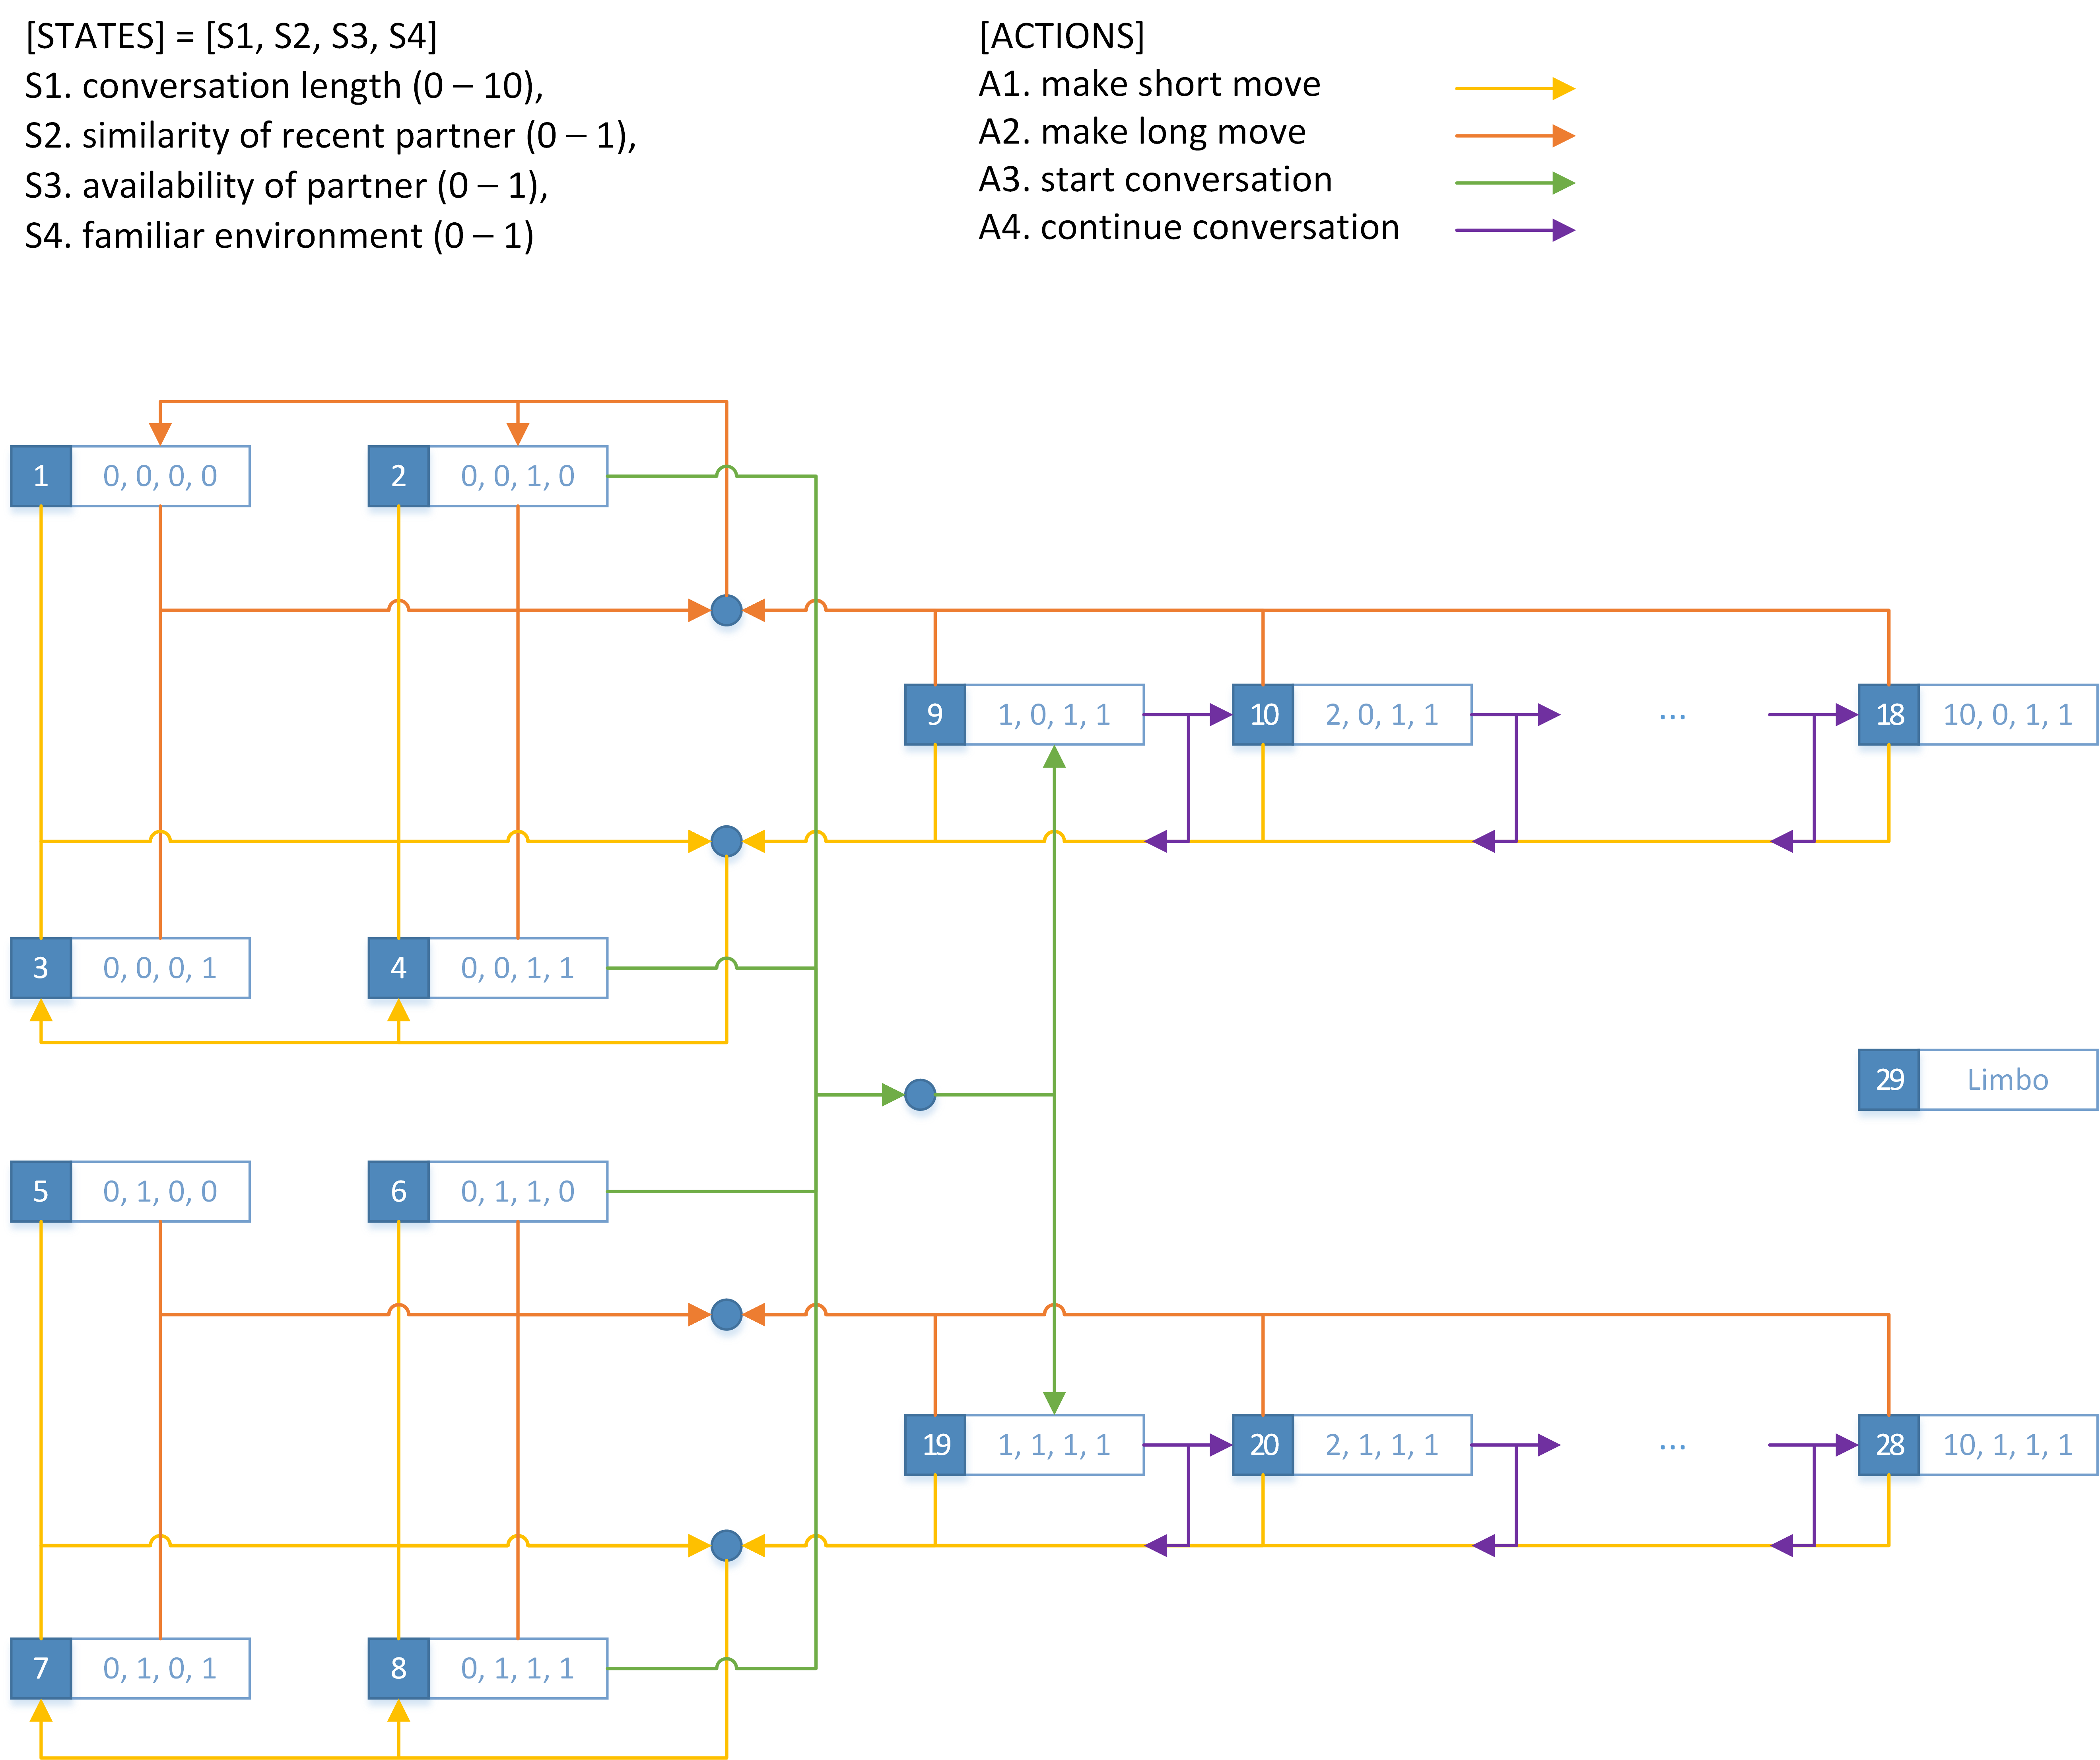 [STATES] = [S1, S2, S3, S4]
S1. conversation length (0 – 10),
S2. similarity of recent partner (0 – 1),
S3. availability of partner (0 – 1),
S4. familiar environment (0 – 1)
[ACTIONS]
A1. make short move
A2. make long move
A3. start conversation
A4. continue conversation
1 0, 0, 0, 0
2 0, 0, 1, 0
9 1, 0, 1, 1
10 2, 0, 1, 1
...
18 10, 0, 1, 1
3 0, 0, 0, 1
4 0, 0, 1, 1
29 Limbo
5 0, 1, 0, 0
6 0, 1, 1, 0
19 1, 1, 1, 1
20 2, 1, 1, 1
...
28 10, 1, 1, 1
7 0, 1, 0, 1
8 0, 1, 1, 1